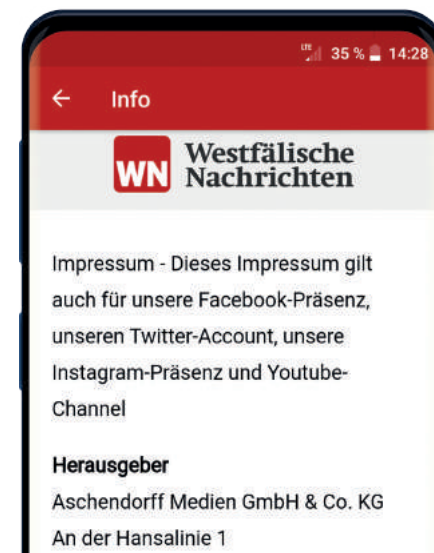 LTE 35 % 14:28
Info
WN Westfälische
Nachrichten
Impressum - Dieses Impressum gilt
auch für unsere Facebook-Präsenz,
unseren Twitter-Account, unsere
Instagram-Präsenz und Youtube-
Channel
Herausgeber
Aschendorff Medien GmbH & Co. KG
An der Hansalinie 1